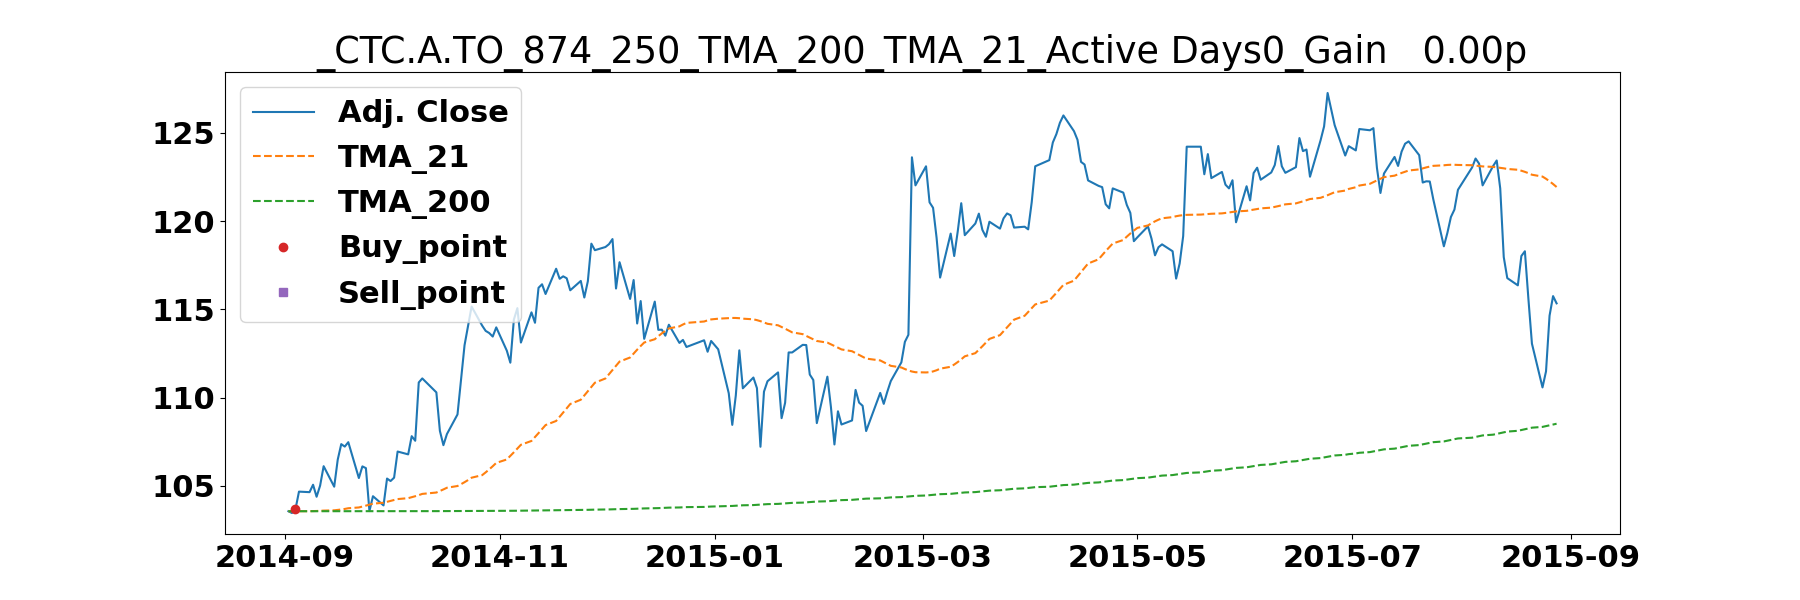 _CTC.A.TO_874_250_TMA_200_TMA_21_Active Days0_Gain   0.00p
Adj. Close
TMA_21
TMA_200
Buy_point
Sell_point
125
120
115
110
105
2014-09
2014-11
2015-01
2015-03
2015-05
2015-07
2015-09